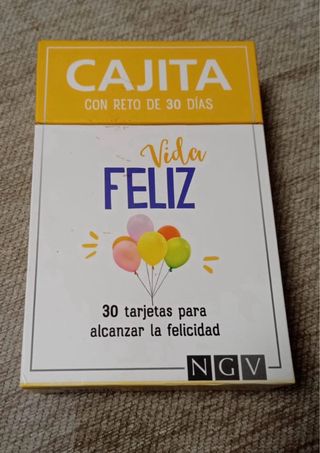 CAJITA
CON RETO DE 30 DÍAS
Vida
FELIZ
30 tarjetas para
alcanzar la felicidad
NGV